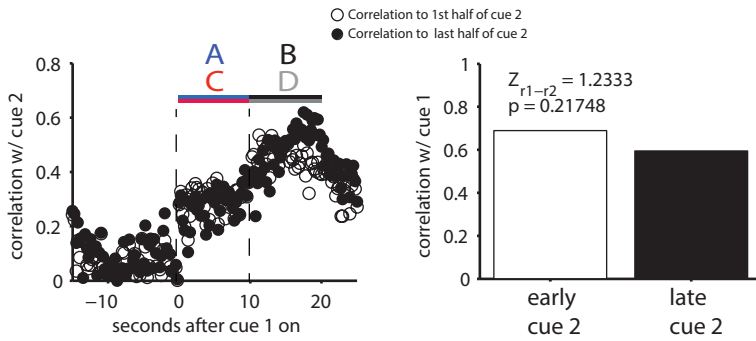 Correlation to 1st half of cue 2
Correlation to last half of cue 2
A B
C D
correlation w/ cue 2
0.8
0.6
0.4
0.2
0
−10 0 10 20
seconds after cue 1 on
Z r1−r2 = 1.2333
p = 0.21748
correlation w/ cue 1
1
0.8
0.6
0.4
0.2
0
early cue 2
late cue 2